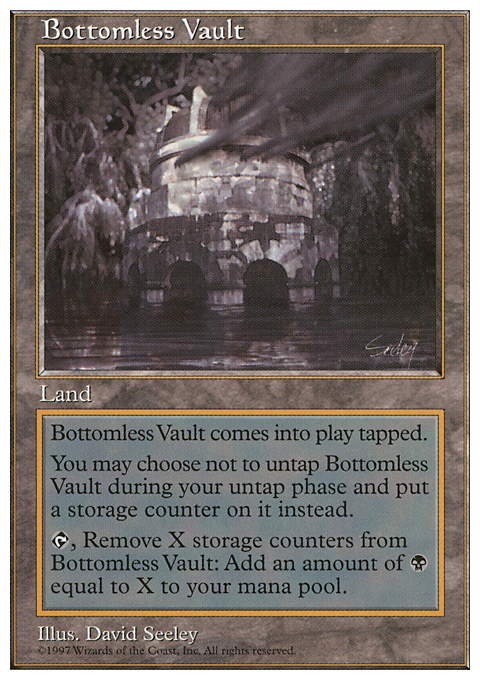 Bottomless Vault
Seeley
Land
Bottomless Vault comes into play tapped.
You may choose not to untap Bottomless
Vault during your untap phase and put
a storage counter on it instead.
, Remove X storage counters from
Bottomless Vault: Add an amount of
equal to X to your mana pool.
Illus. David Seeley
©1997 Wizards of the Coast, Inc. All rights reserved.